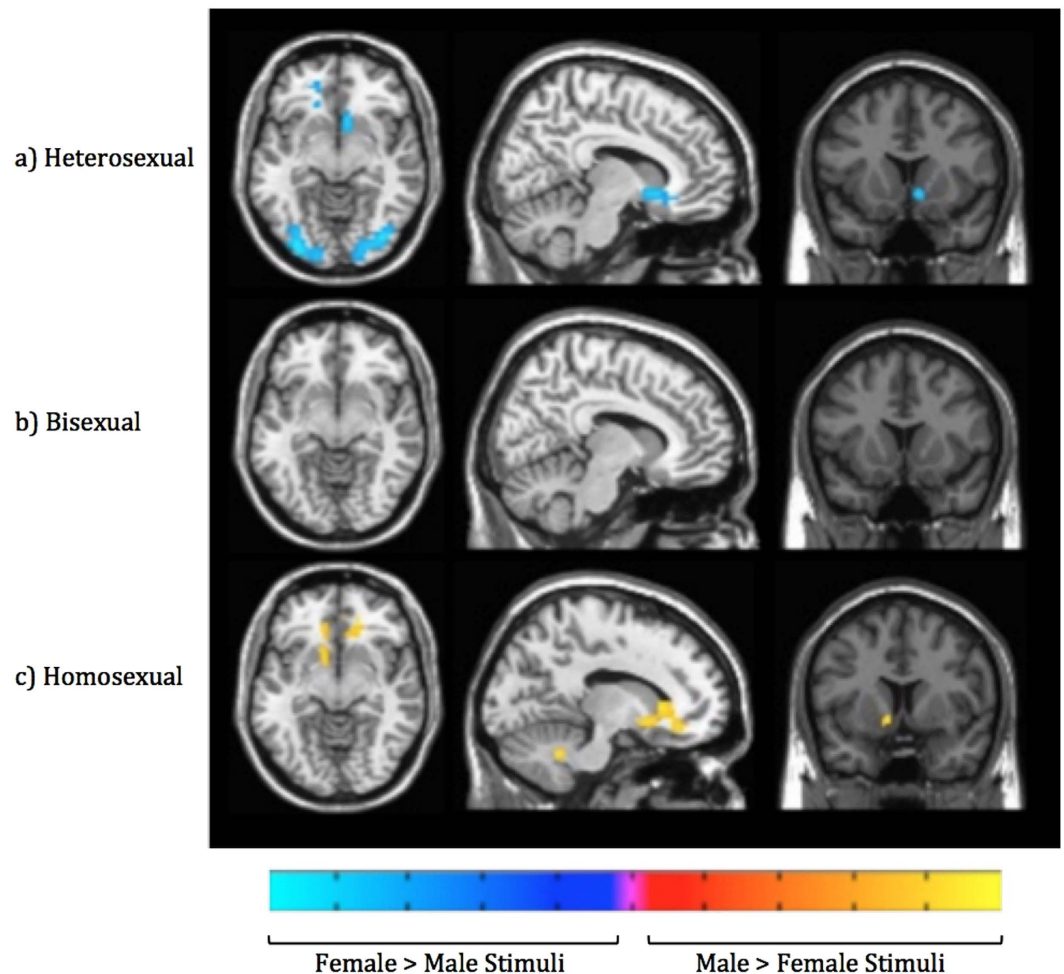 a) Heterosexual
b) Bisexual
c) Homosexual
Female > Male Stimuli
Male > Female Stimuli